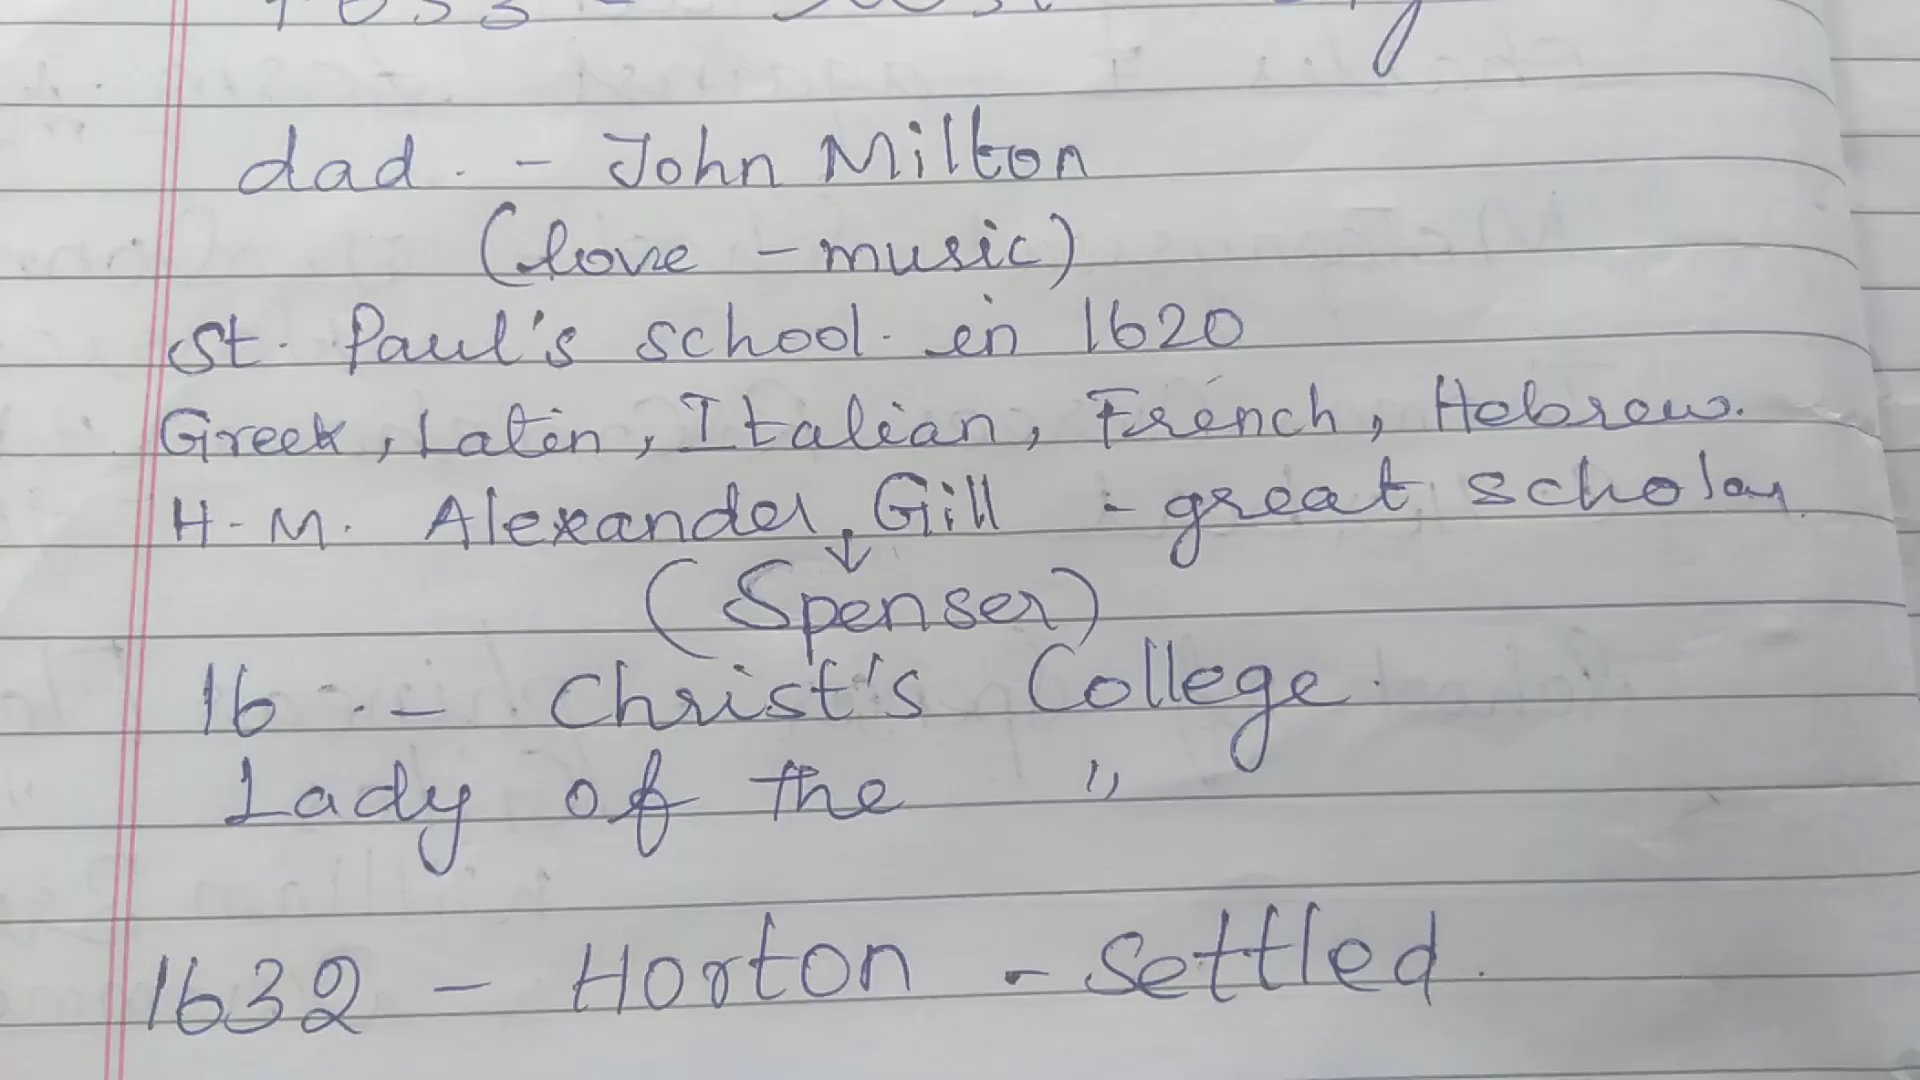 dad. - John Milton
(love - music)
St. Paul's school. in 1620
Greek, Latin, Italian, French, Hebrew.
H-M. Alexander Gill - great scholar
(Spenser)
16 - Christ's College.
Lady of the "
1632 - Horton - settled.